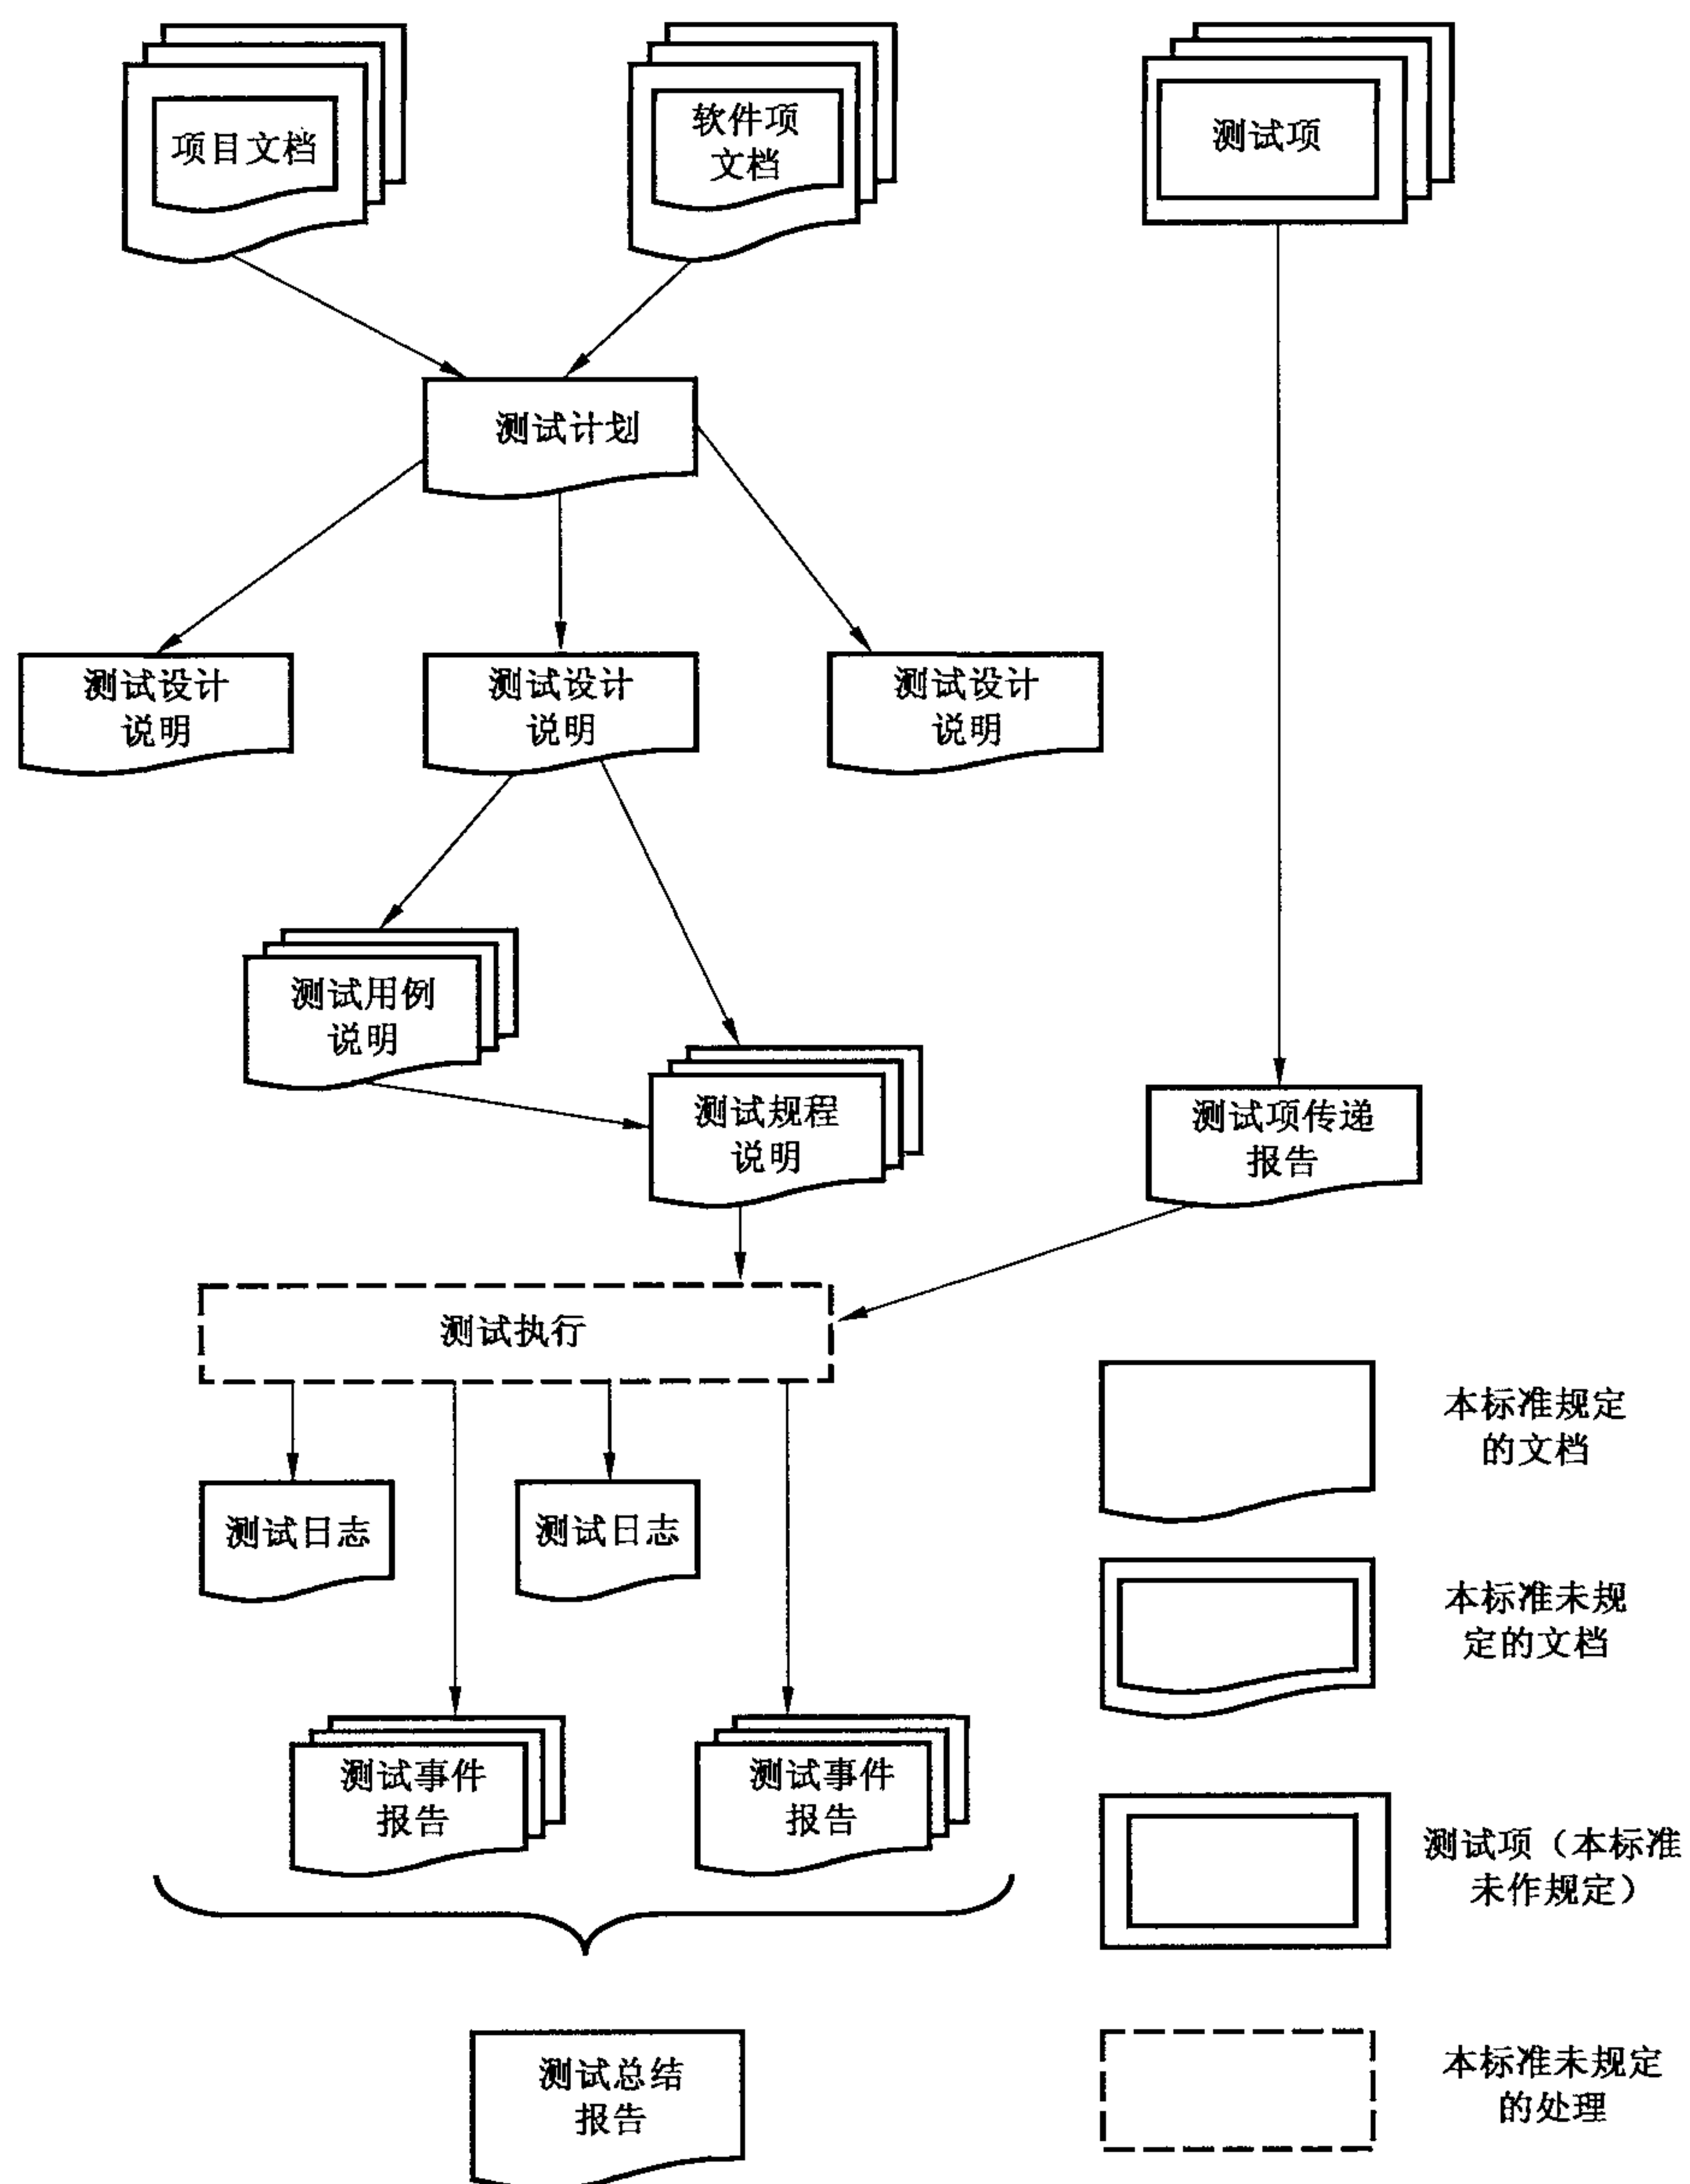 项目文档
软件项
文档
测试项
测试计划
测试设计
说明
测试设计
说明
测试设计
说明
测试用例
说明
测试规程
说明
测试项传递
报告
测试执行
测试日志
测试日志
测试事件
报告
测试事件
报告
测试总结
报告
本标准规定
的文档
本标准未规
定的文档
测试项（本标准
未作规定）
本标准未规定
的处理